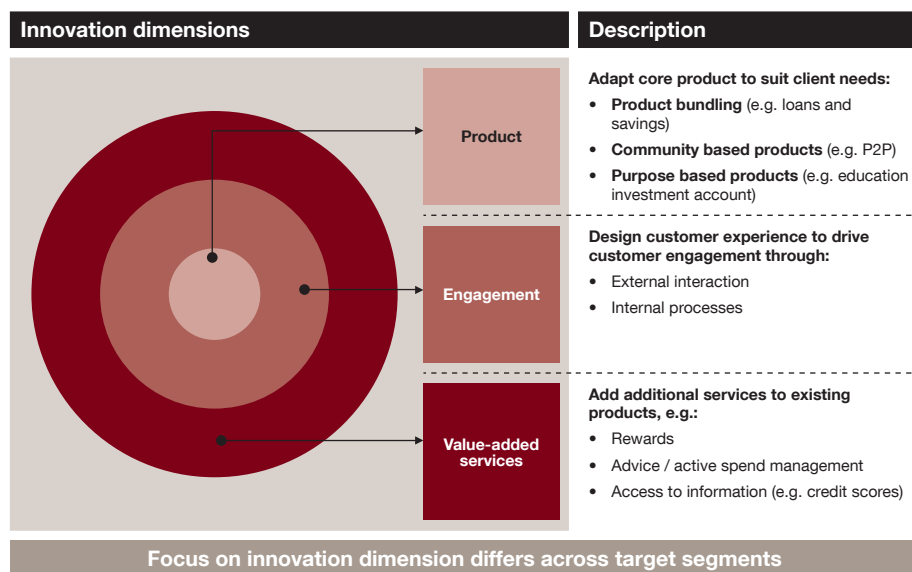 Innovation dimensions
Description
Product
Adapt core product to suit client needs:
• Product bundling (e.g. loans and
savings)
• Community based products (e.g. P2P)
• Purpose based products (e.g. education
investment account)
Engagement
Design customer experience to drive
customer engagement through:
• External interaction
• Internal processes
Value-added
services
Add additional services to existing
products, e.g.:
• Rewards
• Advice / active spend management
• Access to information (e.g. credit scores)
Focus on innovation dimension differs across target segments